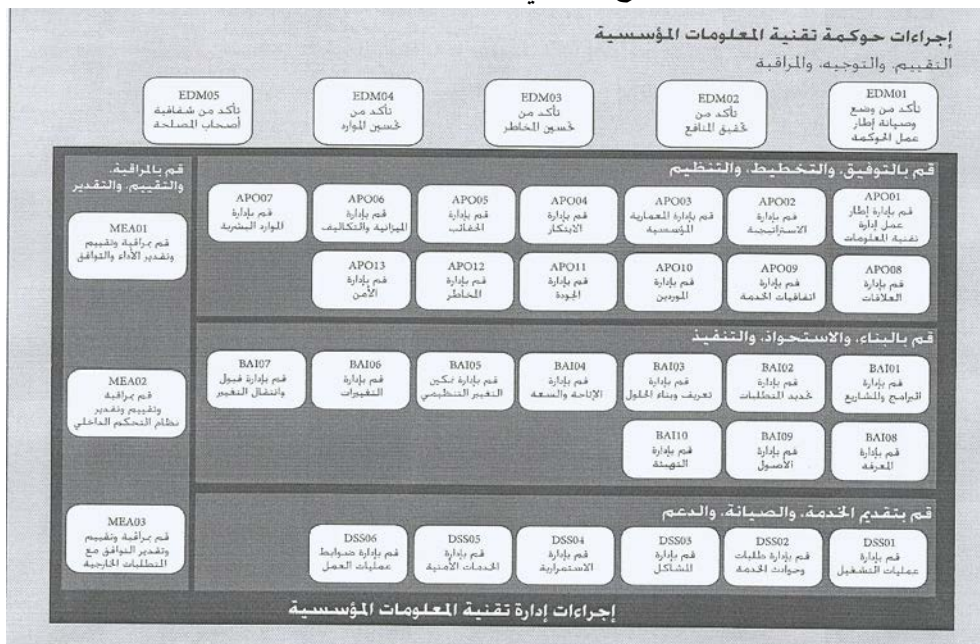 إجراءات حوكمة تقنية المعلومات المؤسسية
التقييم، والتوجيه، والمراقبة
EDM01
تأكد من وضع
وصيانة إطار
عمل الحوكمة
EDM02
تأكد من
تحقيق المنافع
EDM03
تأكد من
تحسين المخاطر
EDM04
تأكد من
تحسين الموارد
EDM05
تأكد من شفافية
أصحاب المصلحة
قم بالتوفيق، والتخطيط، والتنظيم
APO01
قم بإدارة إطار
عمل إدارة
تقنية المعلومات
APO02
قم بإدارة
الاستراتيجية
APO03
قم بإدارة المعمارية
المؤسسية
APO04
قم بإدارة
الابتكار
APO05
قم بإدارة
الحقائب
APO06
قم بإدارة
الميزانية والتكاليف
APO07
قم بإدارة
الموارد البشرية
APO08
قم بإدارة
العلاقات
APO09
قم بإدارة
اتفاقيات الخدمة
APO10
قم بإدارة
الموردين
APO11
قم بإدارة
الجودة
APO12
قم بإدارة
المخاطر
APO13
قم بإدارة
الأمن
قم بالبناء، والاستحواذ، والتنفيذ
BAI01
قم بإدارة
البرامج والمشاريع
BAI02
قم بإدارة
تحديد المتطلبات
BAI03
قم بإدارة
تعريف وبناء الحلول
BAI04
قم بإدارة
الإتاحة والسعة
BAI05
قم بإدارة تمكين
التغيير التنظيمي
BAI06
قم بإدارة
التغييرات
BAI07
قم بإدارة قبول
وانتقال التغيير
BAI08
قم بإدارة
المعرفة
BAI09
قم بإدارة
الأصول
BAI10
قم بإدارة
التهيئة
قم بتقديم الخدمة، والصيانة، والدعم
DSS01
قم بإدارة
عمليات التشغيل
DSS02
قم بإدارة طلبات
وحوادث الخدمة
DSS03
قم بإدارة
المشاكل
DSS04
قم بإدارة
الاستمرارية
DSS05
قم بإدارة
الخدمات الأمنية
DSS06
قم بإدارة ضوابط
عمليات العمل
قم بالمراقبة،
والتقييم، والتقدير
MEA01
قم بمراقبة وتقييم
وتقدير الأداء والتوافق
MEA02
قم بمراقبة
وتقييم وتقدير
نظام التحكم الداخلي
MEA03
قم بمراقبة وتقييم
وتقدير التوافق مع
المتطلبات الخارجية
إجراءات إدارة تقنية المعلومات المؤسسية